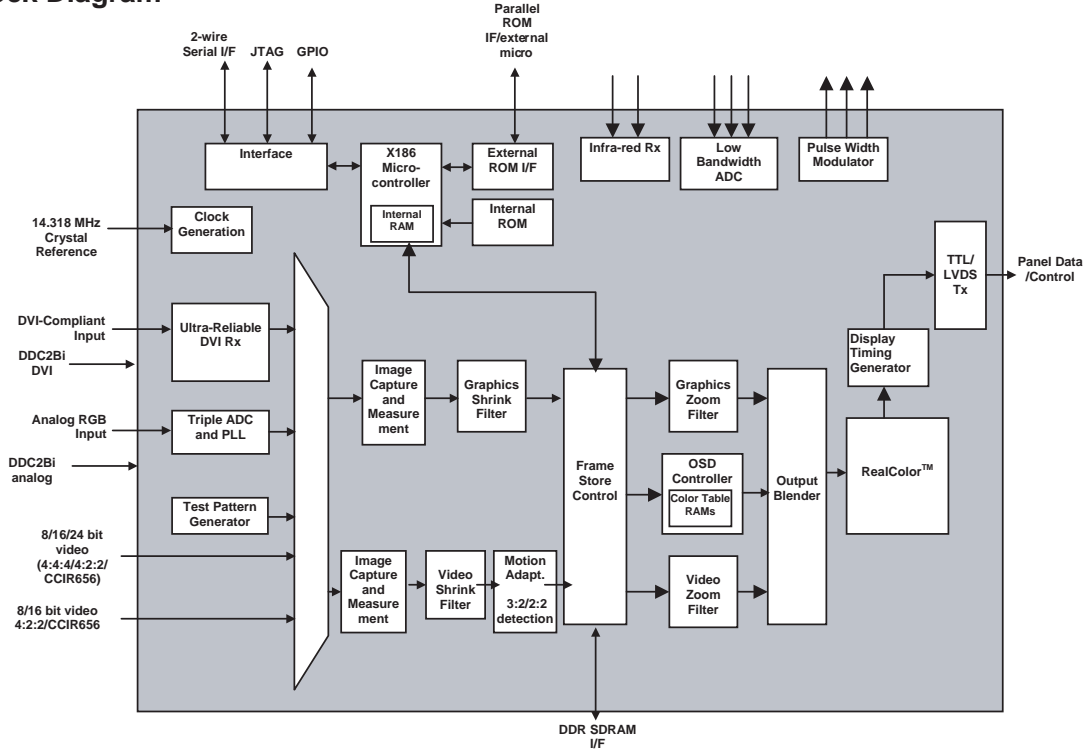 2-wire
Serial I/F
JTAG
GPIO
Parallel
ROM
IF/external
micro
Interface
X186
Micro-
controller
Internal
RAM
External
ROM I/F
Internal
ROM
Infra-red Rx
Low
Bandwidth
ADC
Pulse Width
Modulator
14.318 MHz
Crystal
Reference
Clock
Generation
TTL/
LVDS
Tx
Panel Data
/Control
DVI-Compliant
Input
Ultra-Reliable
DVI Rx
DDC2Bi
DVI
Display
Timing
Generator
Image
Capture
and
Measure
ment
Graphics
Shrink
Filter
Graphics
Zoom
Filter
Analog RGB
Input
Triple ADC
and PLL
DDC2Bi
analog
Frame
Store
Control
OSD
Controller
Color Table
RAMs
Output
Blender
RealColor™
Test Pattern
Generator
8/16/24 bit
video
(4:4:4/4:2:2/
CCIR656)
8/16 bit video
4:2:2/CCIR656
Image
Capture
and
Measure
ment
Video
Shrink
Filter
Motion
Adapt.
3:2/2:2
detection
Video
Zoom
Filter
DDR SDRAM
I/F